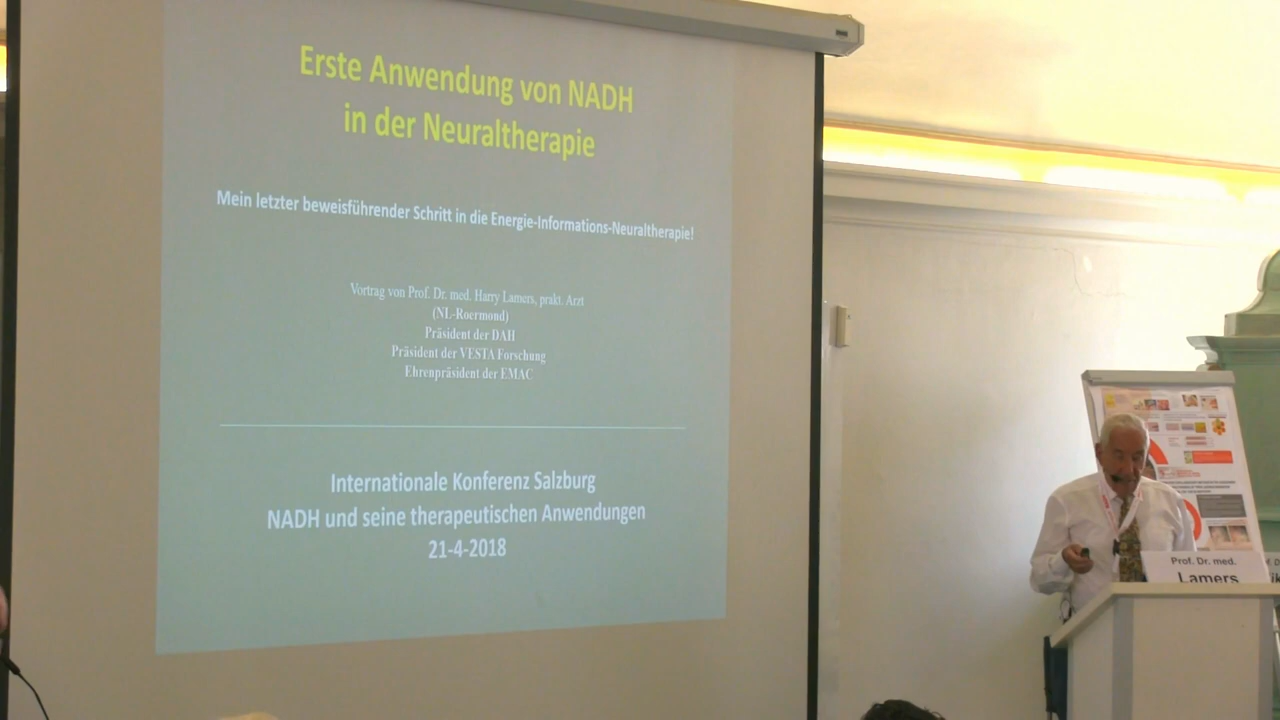 Erste Anwendung von NADH
in der Neuraltherapie
Mein letzter beweisführender Schritt in die Energie-Informations-Neuraltherapie!
Vortrag von Prof. Dr. med. Harry Lamers, prakt. Arzt
(NL-Roermond)
Präsident der DAH
Präsident der VESTA Forschung
Ehrenpräsident der EMAC
Internationale Konferenz Salzburg
NADH und seine therapeutischen Anwendungen
21-4-2018
Prof. Dr. med.
Lamers